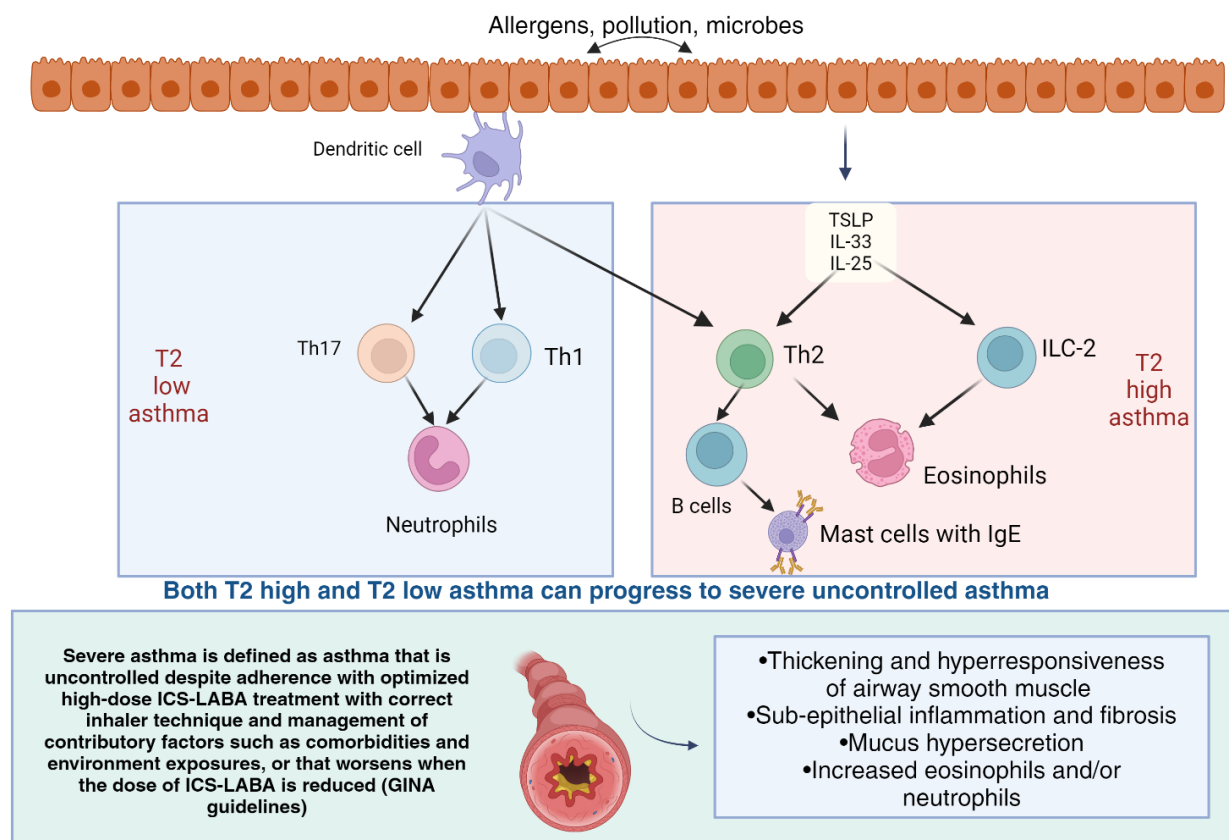 Allergens, pollution, microbes
Dendritic cell
TSLP
IL-33
IL-25
Th17
Th1
T2
low
asthma
Neutrophils
Th2
ILC-2
T2
high
asthma
Eosinophils
B cells
Mast cells with IgE
Both T2 high and T2 low asthma can progress to severe uncontrolled asthma
Severe asthma is defined as asthma that is
uncontrolled despite adherence with optimized
high-dose ICS-LABA treatment with correct
inhaler technique and management of
contributory factors such as comorbidities and
environment exposures, or that worsens when
the dose of ICS-LABA is reduced (GINA
guidelines)
•Thickening and hyperresponsiveness
of airway smooth muscle
•Sub-epithelial inflammation and fibrosis
•Mucus hypersecretion
•Increased eosinophils and/or
neutrophils